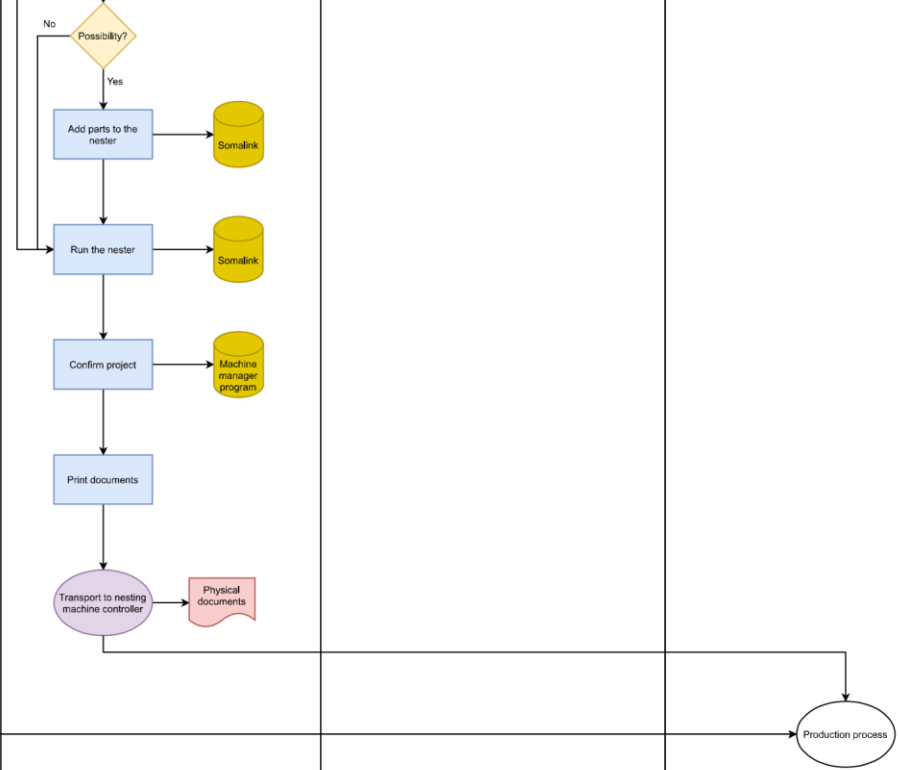 No
Possibility?
Yes
Add parts to the
nester
Somalink
Run the nester
Somalink
Confirm project
Machine
manager
program
Print documents
Transport to nesting
machine controller
Physical
documents
Production process